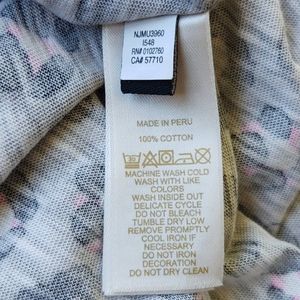 NJMU3960
I548
RN# 0102760
CA# 57710
MADE IN PERU
100% COTTON
MACHINE WASH COLD
WASH WITH LIKE
COLORS
WASH INSIDE OUT
DELICATE CYCLE
DO NOT BLEACH
TUMBLE DRY LOW
REMOVE PROMPTLY
COOL IRON IF
NECESSARY
DO NOT IRON
DECORATION
DO NOT DRY CLEAN